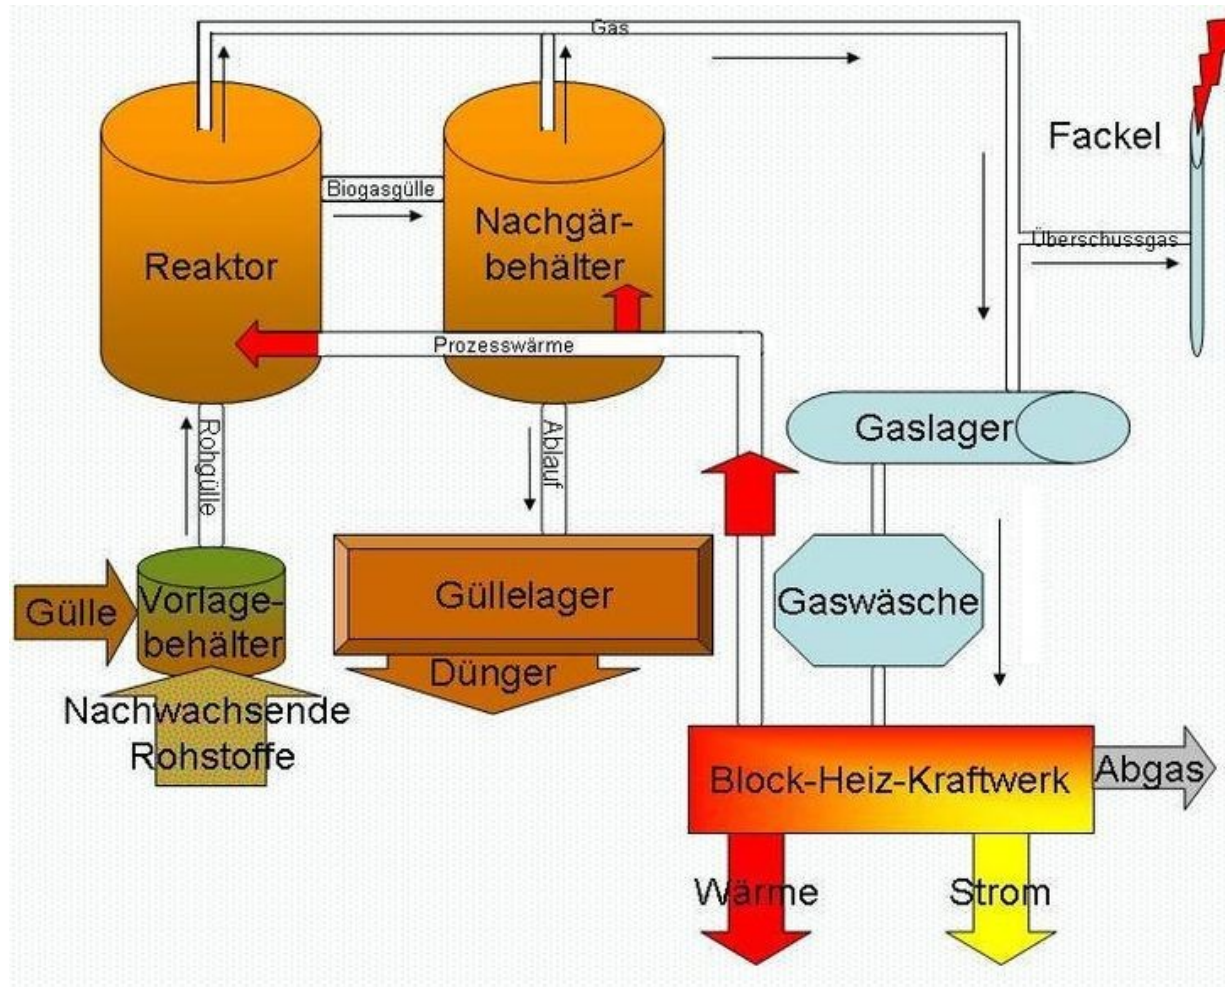 Gas
Fackel
Biogasgülle
Nachgär-
behälter
Reaktor
Überschussgas
Prozesswärme
Gaslager
Rohgülle
Ablauf
Gülle
Vorlage-
behälter
Güllelager
Gaswäsche
Dünger
Nachwachsende
Rohstoffe
Block-Heiz-Kraftwerk
Abgas
Wärme
Strom